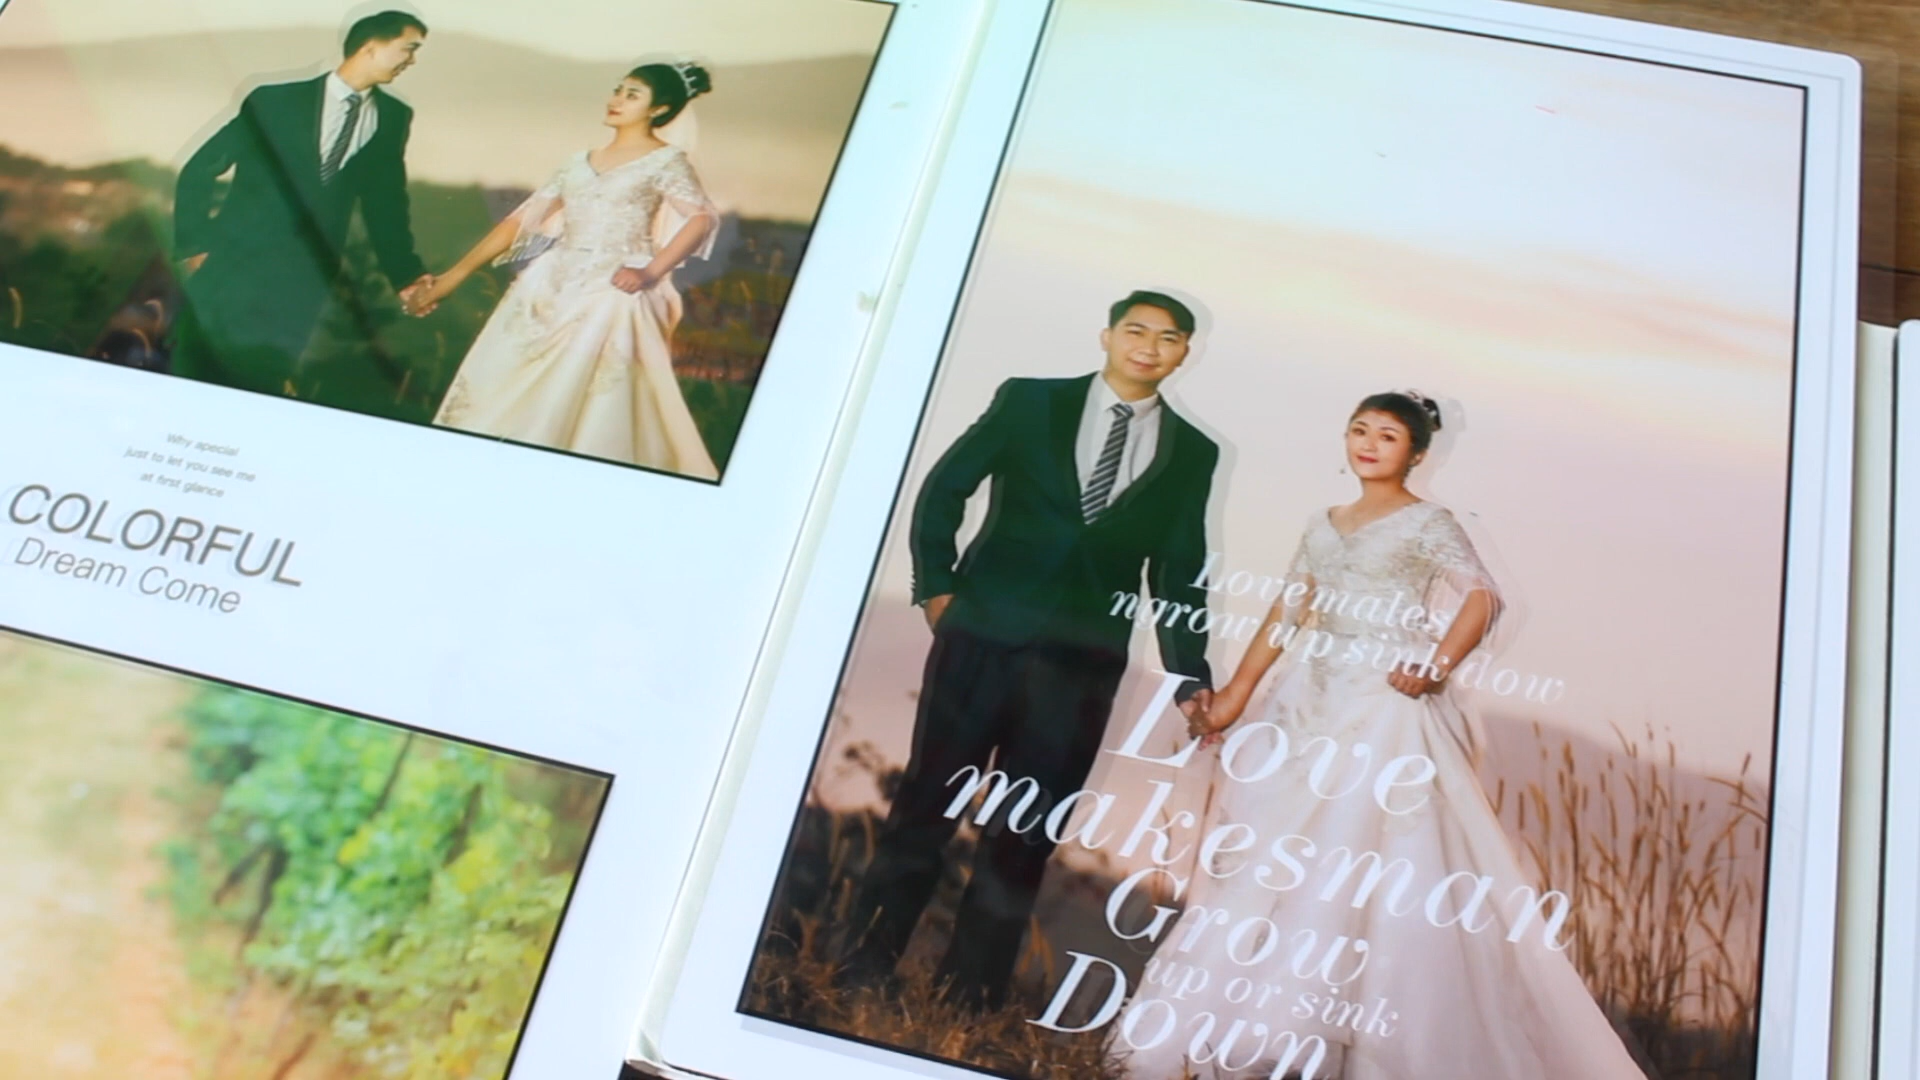 Why apecial
just to let you see me
at first glance
COLORFUL
Dream Come
Lovemales
ngrow up sink dow
Love
makesman
Grow
up or sink
Down